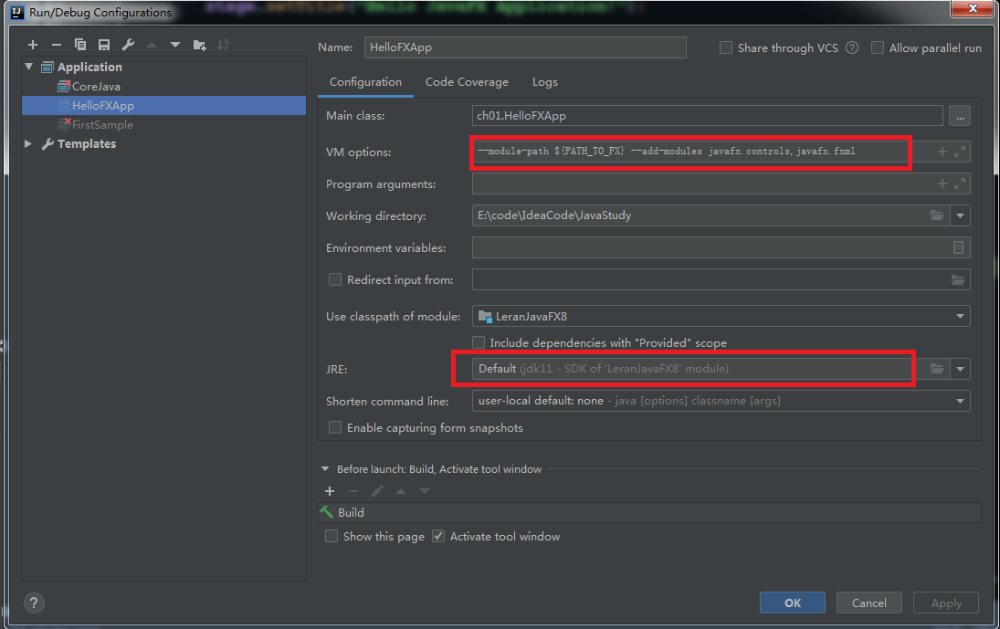 stage.setTitle("Hello JavaFX Application!");
Run/Debug Configurations
Name:
HelloFXApp
Share through VCS
Allow parallel run
Application
CoreJava
HelloFXApp
FirstSample
Templates
Configuration
Code Coverage
Logs
Main class:
ch01.HelloFXApp
...
VM options:
--module-path ${PATH_TO_FX} --add-modules javafx.controls,javafx.fxml
Program arguments:
Working directory:
E:\code\IdeaCode\JavaStudy
Environment variables:
Redirect input from:
Use classpath of module:
LeranJavaFX8
Include dependencies with "Provided" scope
JRE:
Default (jdk11 - SDK of 'LeranJavaFX8' module)
Shorten command line:
user-local default: none - java [options] classname [args]
Enable capturing form snapshots
Before launch: Build, Activate tool window
Build
Show this page
Activate tool window
?
OK
Cancel
Apply